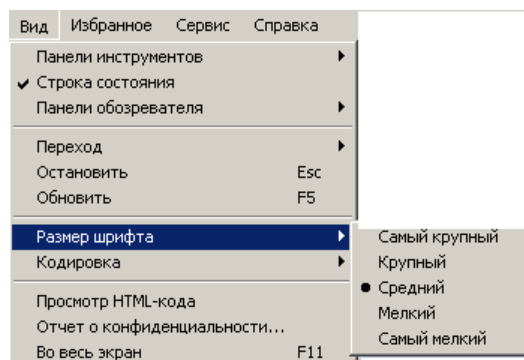 Вид Избранное Сервис Справка
Панели инструментов
Строка состояния
Панели обозревателя
Переход
Остановить Esc
Обновить F5
Размер шрифта Самый крупный
Кодировка Крупный
Средний
Просмотр HTML-кода Мелкий
Отчет о конфиденциальности... Самый мелкий
Во весь экран F11